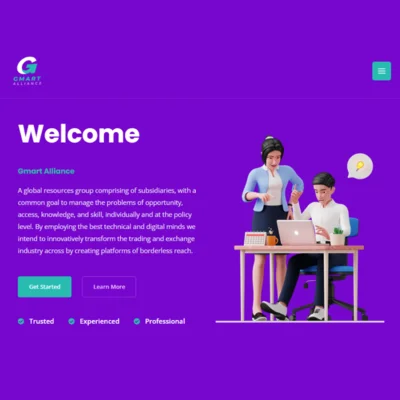 G
GMART
ALLIANCE
Welcome
Gmart Alliance
A global resources group comprising of subsidiaries, with a
common goal to manage the problems of opportunity,
access, knowledge, and skill, individually and at the policy
level. By employing the best technical and digital minds we
intend to innovatively transform the trading and exchange
industry across by creating platforms of borderless reach.
Get Started
Learn More
Trusted
Experienced
Professional